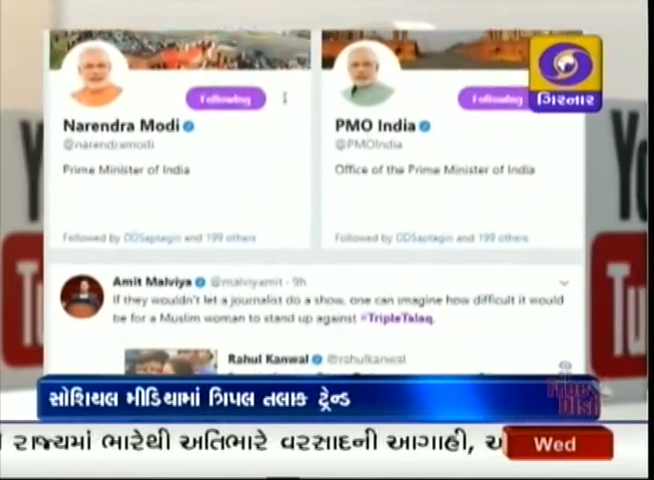 Following
Following
ગિરનાર
Narendra Modi
@narendramodi
Prime Minister of India
Followed by DDSaptagiri and 199 others
PMO India
@PMOIndia
Office of the Prime Minister of India
Followed by DDSaptagiri and 199 others
Amit Malviya @malviyamit · 9h
If they wouldn't let a journalist do a show, one can imagine how difficult it would
be for a Muslim woman to stand up against #TripleTalaq.
Rahul Kanwal @rahulkanwal
સોશિયલ મીડિયામાં ત્રિપલ તલાક ટ્રેન્ડ
રાજ્યમાં ભારેથી અતિભારે વરસાદની આગાહી,
Wed